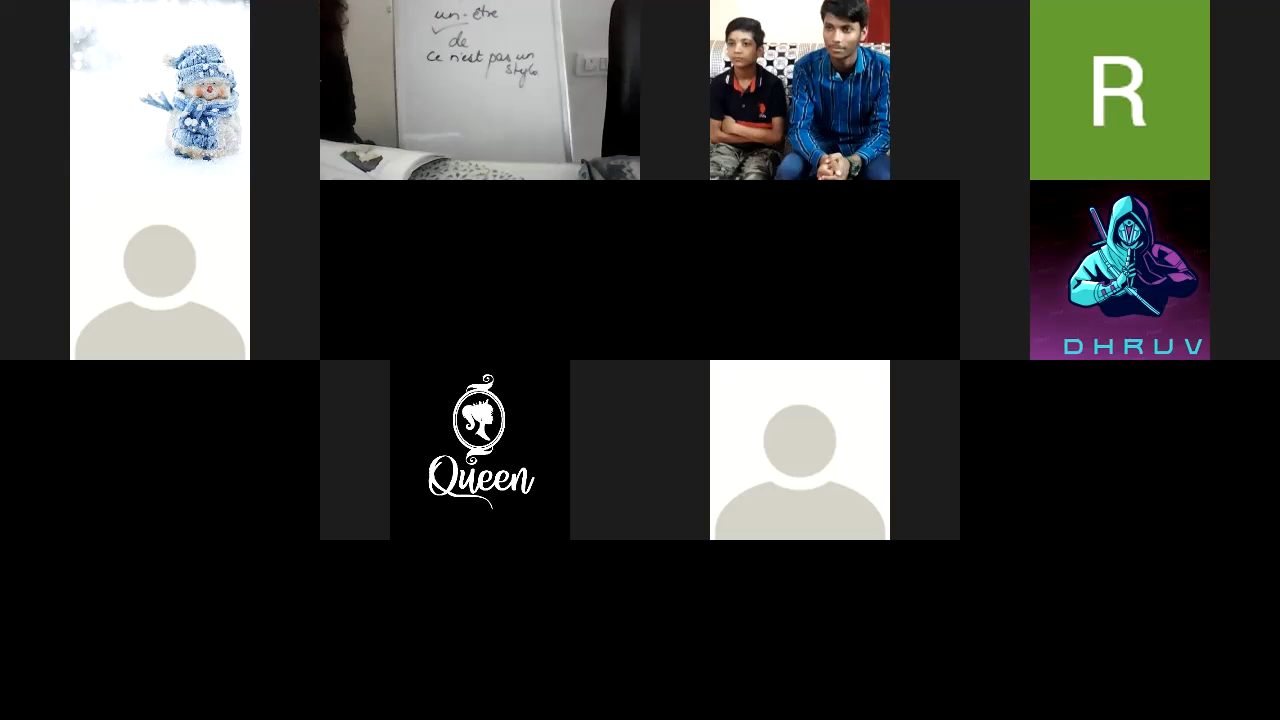 un-être
de
Ce n'est pas un
stylo
R
DHRUV
Queen